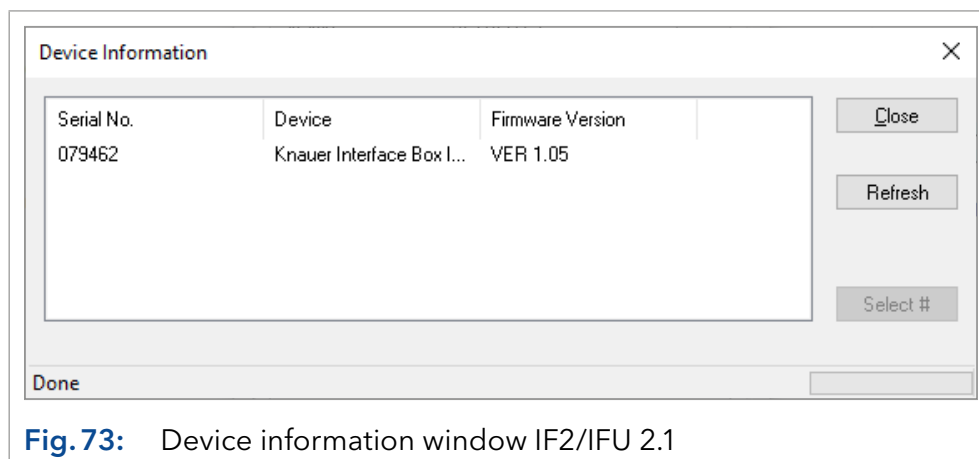 Device Information
Serial No. Device Firmware Version
079462 Knauer Interface Box I... VER 1.05
Close
Refresh
Select #
Done
Fig. 73: Device information window IF2/IFU 2.1